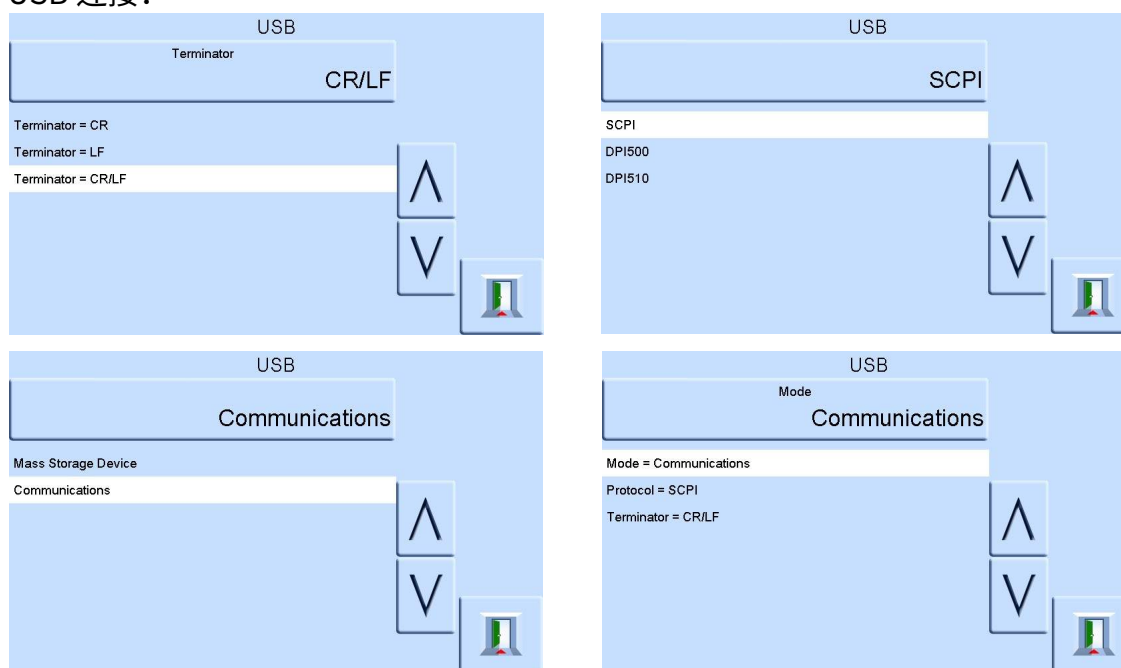 USB 连接：
USB
Terminator
CR/LF
Terminator = CR
Terminator = LF
Terminator = CR/LF
USB
SCPI
SCPI
DPI500
DPI510
USB
Communications
Mass Storage Device
Communications
USB
Mode
Communications
Mode = Communications
Protocol = SCPI
Terminator = CR/LF